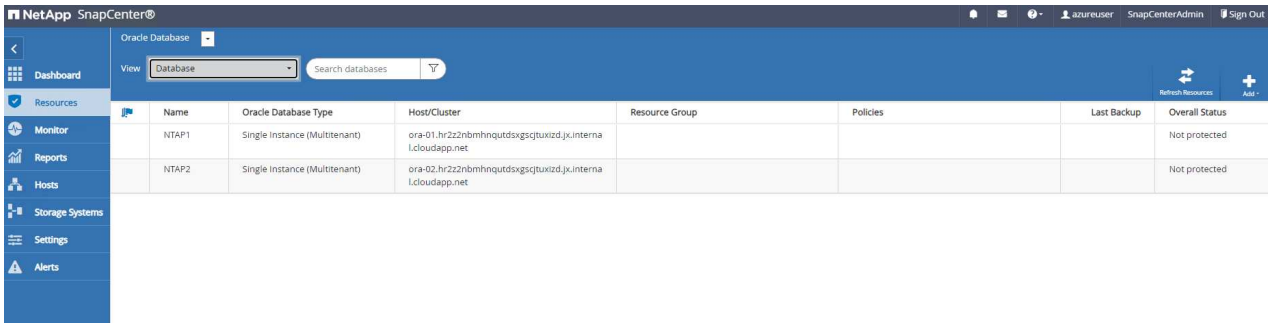 NetApp SnapCenter® azureuser SnapCenterAdmin Sign Out
Oracle Database
View Database Search databases
Refresh Resources Add
Dashboard
Resources
Monitor
Reports
Hosts
Storage Systems
Settings
Alerts
Name Oracle Database Type Host/Cluster Resource Group Policies Last Backup Overall Status
NTAP1 Single Instance (Multitenant) ora-01.hr2z2nbmhnqutdsxgscjtuxizd.jx.interna Not protected
l.cloudapp.net
NTAP2 Single Instance (Multitenant) ora-02.hr2z2nbmhnqutdsxgscjtuxizd.jx.interna Not protected
l.cloudapp.net